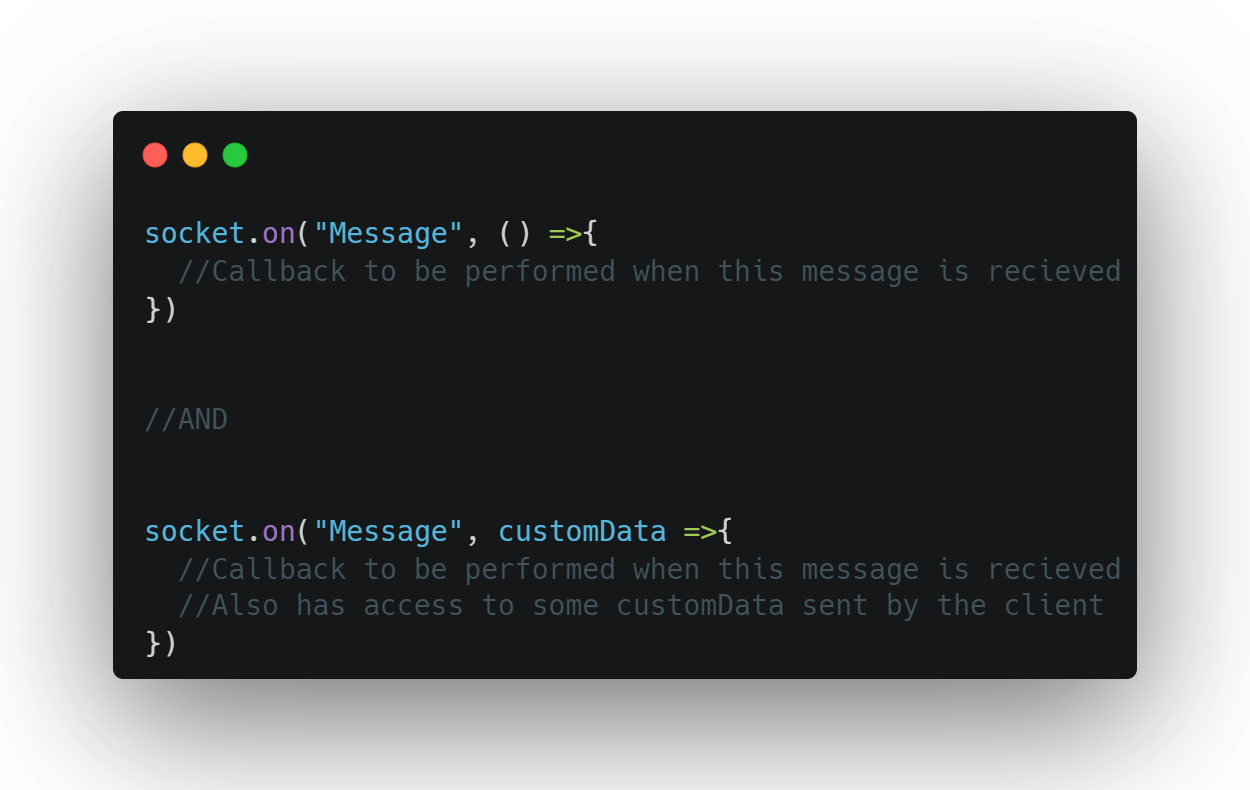 socket.on("Message", () =>{
  //Callback to be performed when this message is recieved
})
//AND
socket.on("Message", customData =>{
  //Callback to be performed when this message is recieved
  //Also has access to some customData sent by the client
})